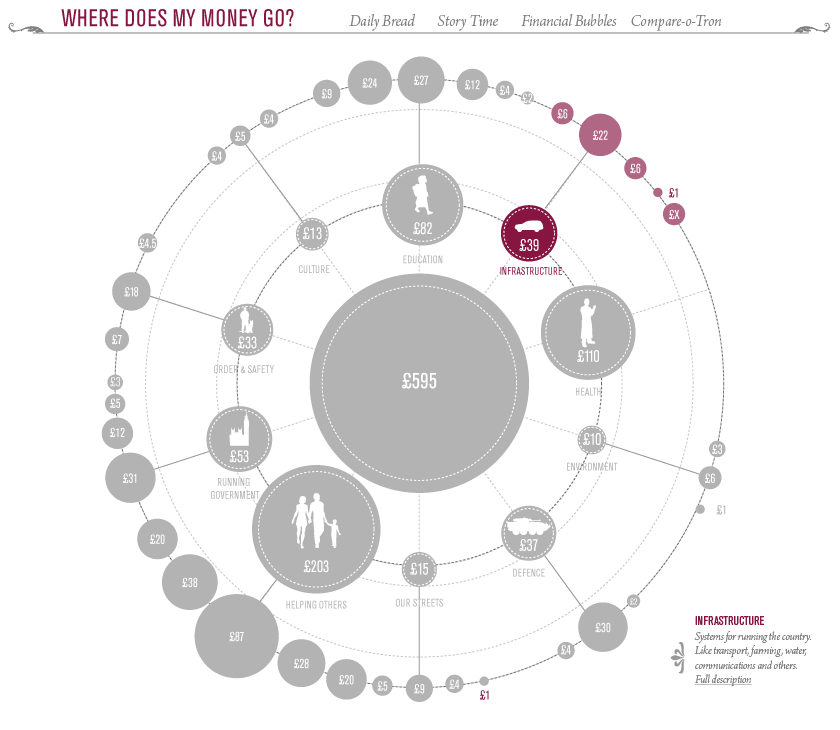 WHERE DOES MY MONEY GO?
Daily Bread Story Time Financial Bubbles Compare-o-Tron
£9
£24
£27
£12
£4
£6
£22
£6
£1
£X
£4
£5
£4
£4.5
£18
£7
£3
£5
£12
£31
£20
£38
£87
£28
£20
£5
£9
£4
£1
£4
£30
£3
£6
£1
£82
EDUCATION
£39
INFRASTRUCTURE
£110
HEALTH
£10
ENVIRONMENT
£37
DEFENCE
£15
OUR STREETS
£203
HELPING OTHERS
£53
RUNNING
GOVERNMENT
£33
ORDER & SAFETY
£13
CULTURE
£595
INFRASTRUCTURE
Systems for running the country.
Like transport, farming, water,
communications and others.
Full description